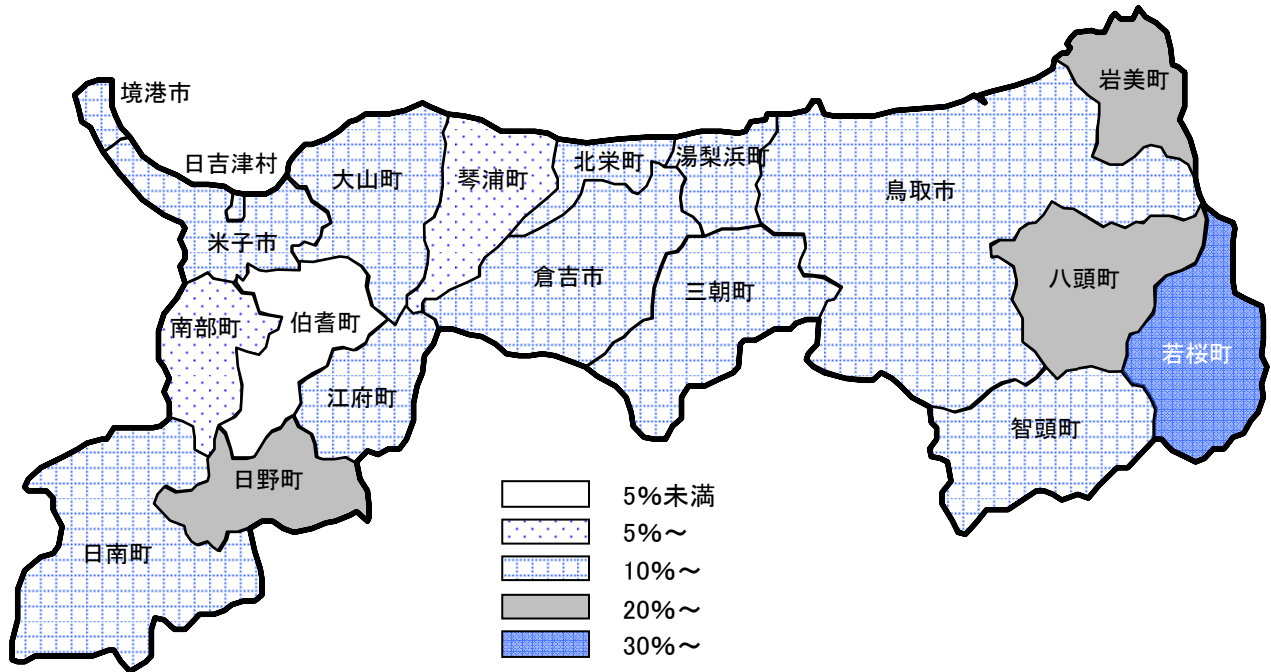 岩美町
境港市
日吉津村
大山町
琴浦町
北栄町
湯梨浜町
鳥取市
米子市
倉吉市
三朝町
八頭町
南部町
伯耆町
若桜町
江府町
智頭町
日野町
日南町
5%未満
5%~
10%~
20%~
30%~